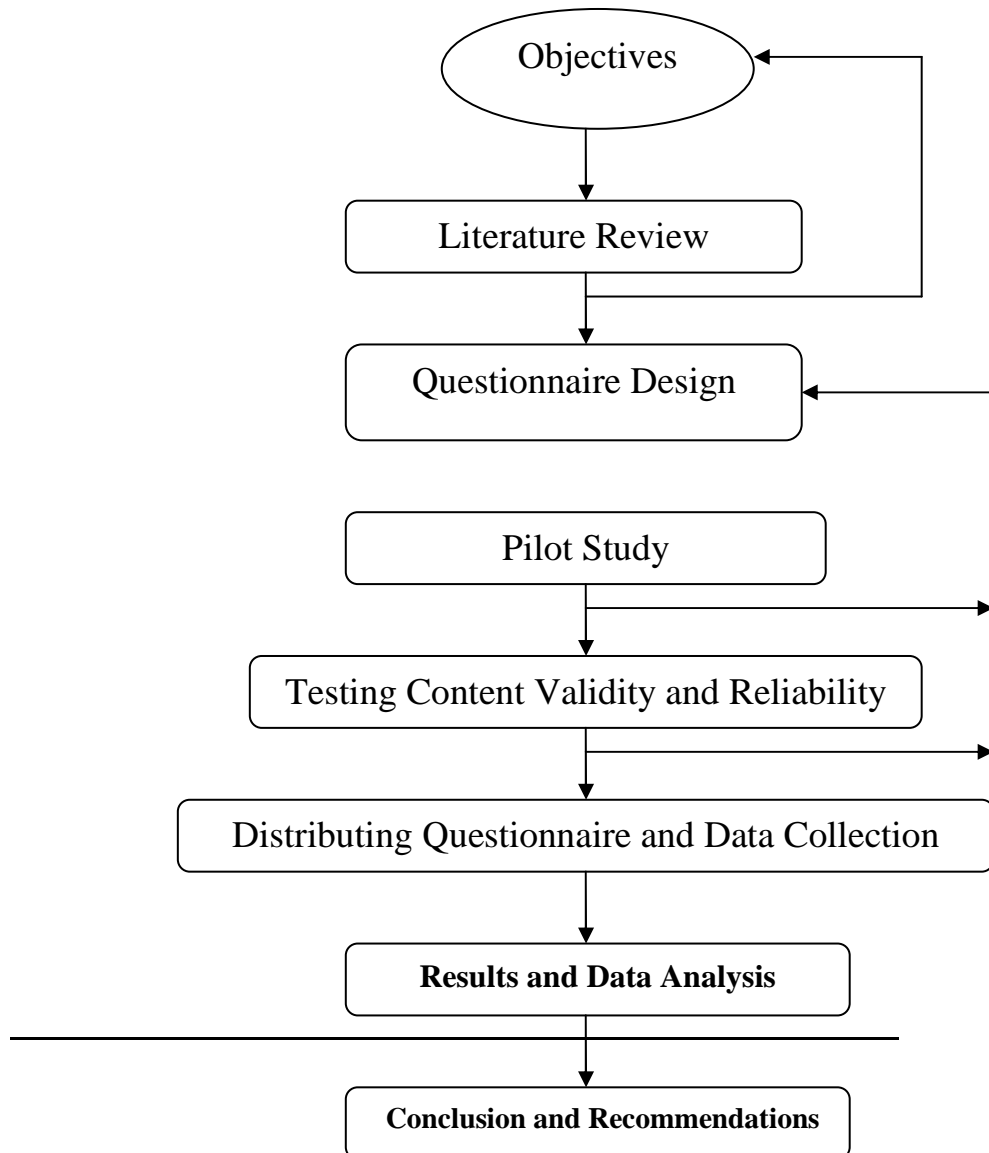 Objectives
Literature Review
Questionnaire Design
Pilot Study
Testing Content Validity and Reliability
Distributing Questionnaire and Data Collection
Results and Data Analysis
Conclusion and Recommendations